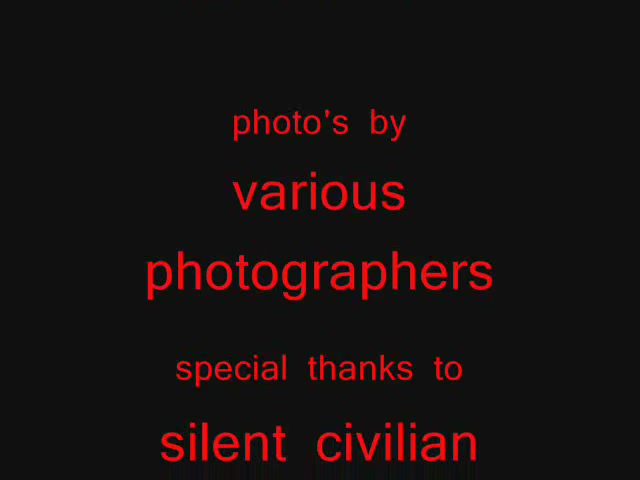 photo's by
various
photographers
special thanks to
silent civilian